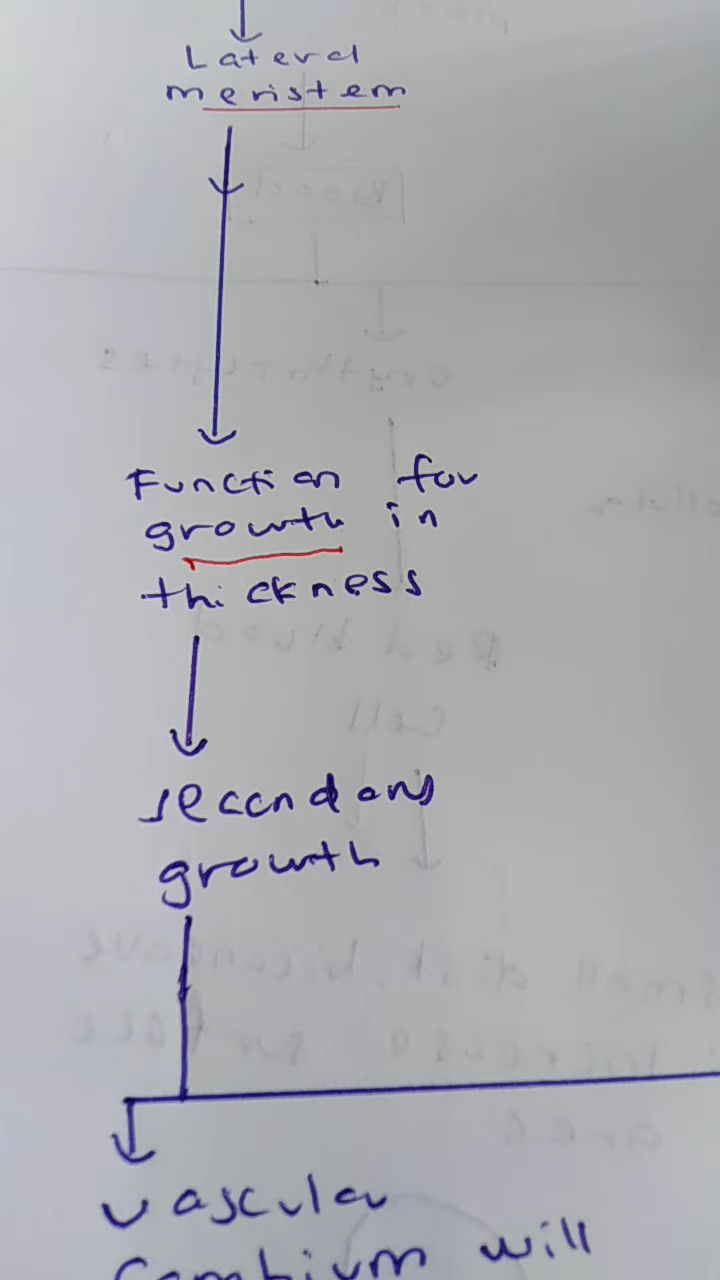 Lateral
meristem
Function for
growth in
thickness
secondary
growth
vascular
cambium will